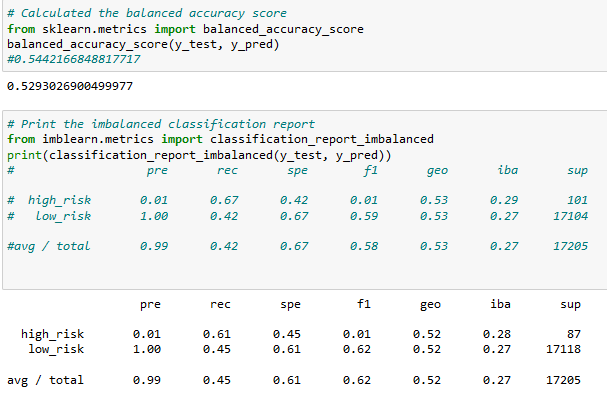 # Calculated the balanced accuracy score
from sklearn.metrics import balanced_accuracy_score
balanced_accuracy_score(y_test, y_pred)
#0.5442166848817717
0.5293026900499977
# Print the imbalanced classification report
from imblearn.metrics import classification_report_imbalanced
print(classification_report_imbalanced(y_test, y_pred))
# pre rec spe f1 geo iba sup
# high_risk 0.01 0.67 0.42 0.01 0.53 0.29 101
# low_risk 1.00 0.42 0.67 0.59 0.53 0.27 17104
#avg / total 0.99 0.42 0.67 0.58 0.53 0.27 17205
pre rec spe f1 geo iba sup
high_risk 0.01 0.61 0.45 0.01 0.52 0.28 87
low_risk 1.00 0.45 0.61 0.62 0.52 0.27 17118
avg / total 0.99 0.45 0.61 0.62 0.52 0.27 17205